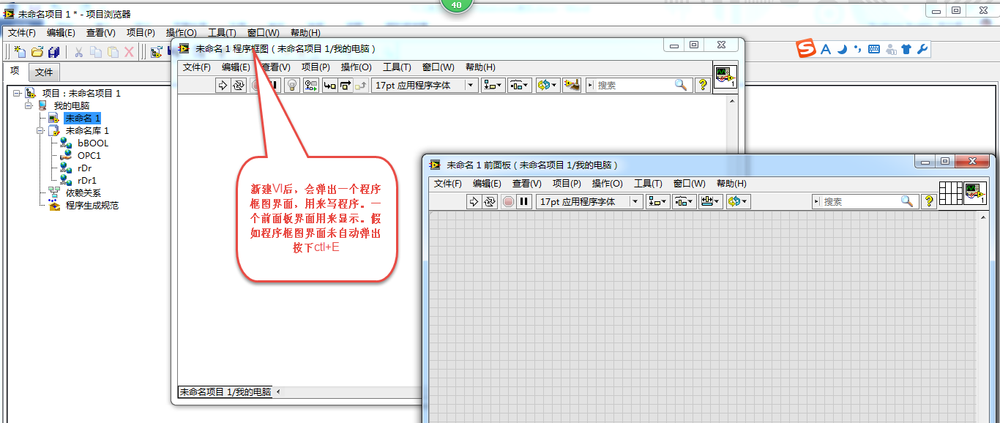 40
未命名项目 1 * - 项目浏览器
文件(F) 编辑(E) 查看(V) 项目(P) 操作(O) 工具(T) 窗口(W) 帮助(H)
项 文件
项目：未命名项目 1
我的电脑
未命名 1
未命名库 1
bBOOL
OPC1
rDr
rDr1
依赖关系
程序生成规范
未命名 1 程序框图（未命名项目 1/我的电脑）
文件(F) 编辑(E) 查看(V) 项目(P) 操作(O) 工具(T) 窗口(W) 帮助(H)
17pt 应用程序字体 搜索
1
新建VI后，会弹出一个程序
框图界面，用来写程序。一
个前面板界面用来显示。假
如程序框图界面未自动弹出
按下ctl+E
未命名项目 1/我的电脑
未命名 1 前面板（未命名项目 1/我的电脑）
文件(F) 编辑(E) 查看(V) 项目(P) 操作(O) 工具(T) 窗口(W) 帮助(H)
17pt 应用程序字体 搜索
1